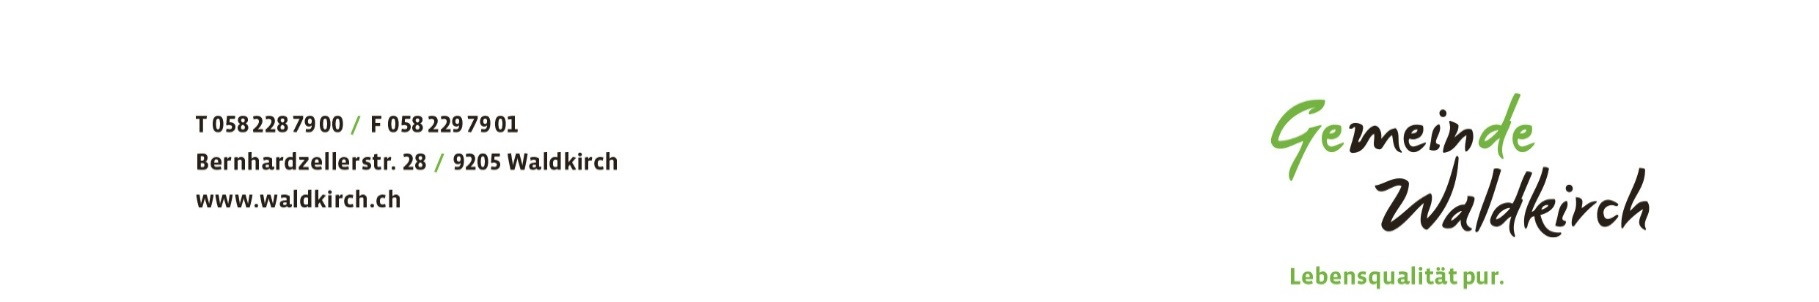 T 058 228 79 00 / F 058 229 79 01
Bernhardzellerstr. 28 / 9205 Waldkirch
www.waldkirch.ch
Gemeinde
Waldkirch
Lebensqualität pur.